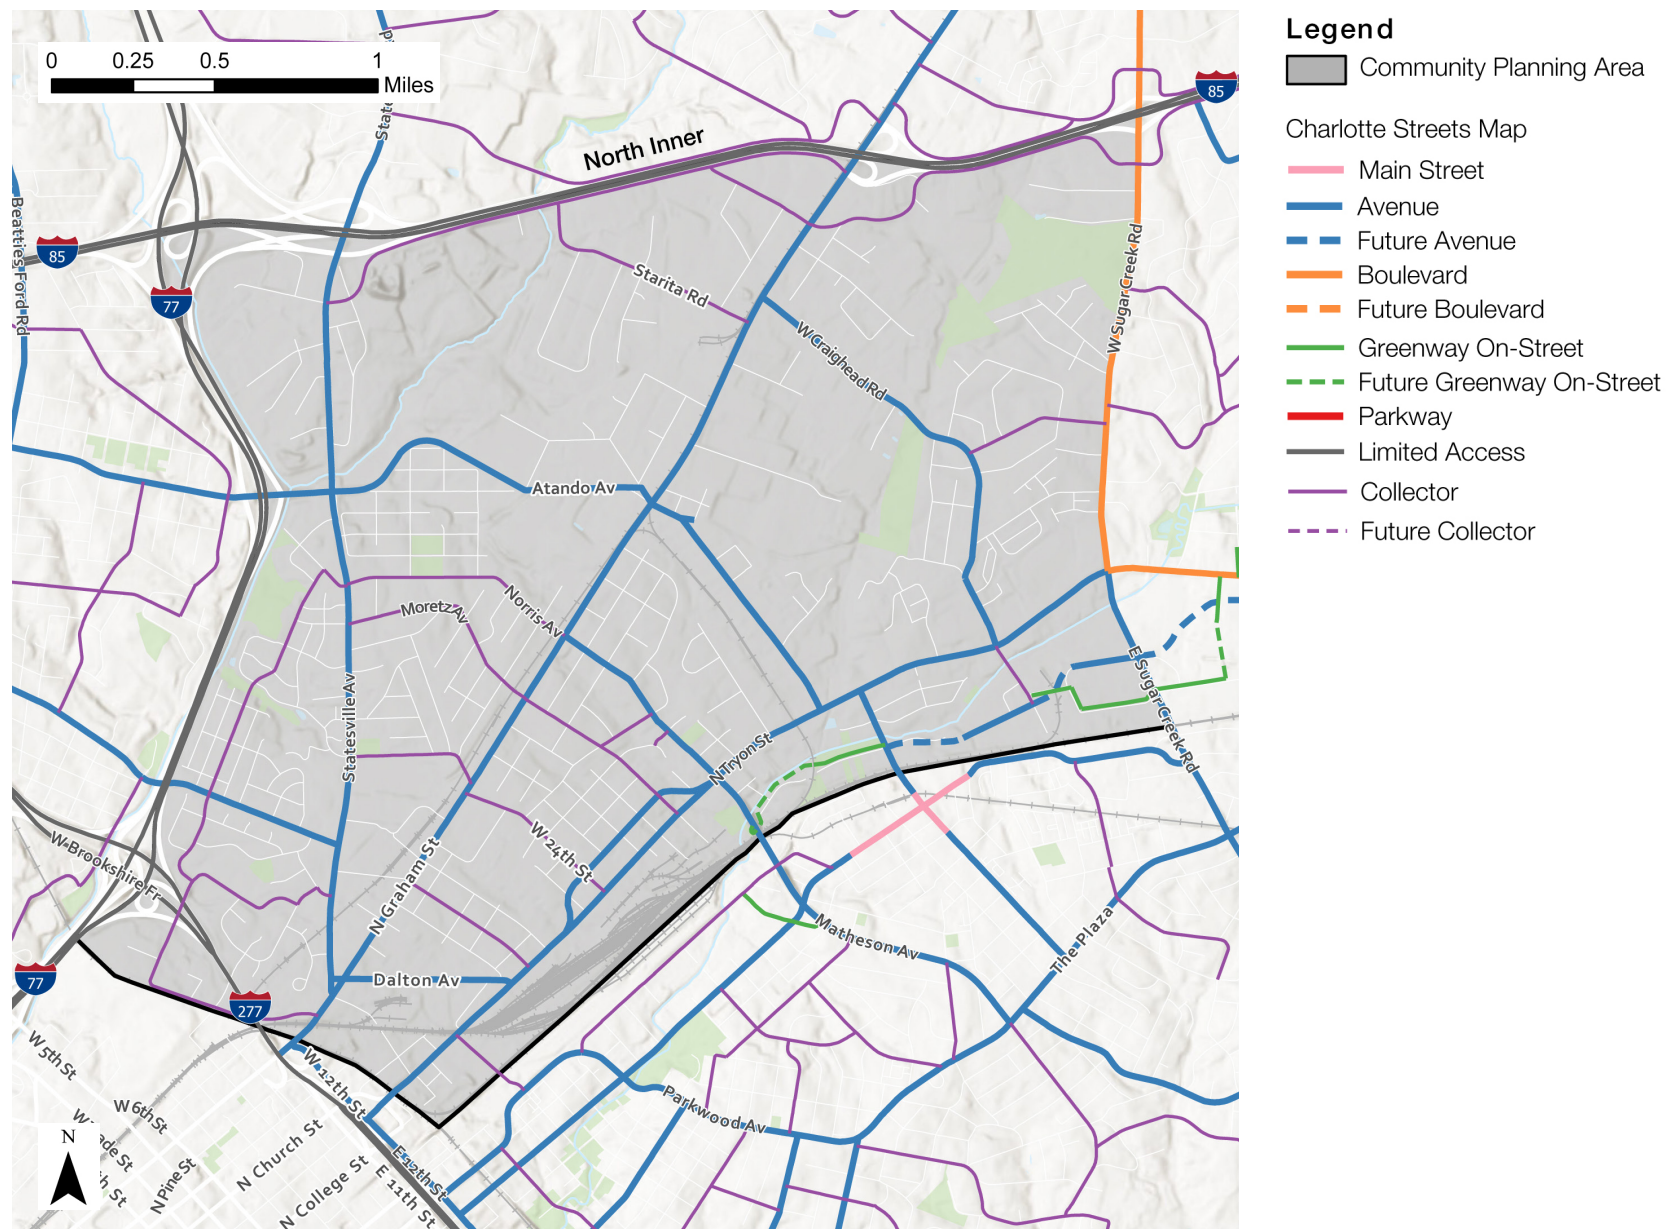 0 0.25 0.5 1
Miles
Legend
Community Planning Area
Charlotte Streets Map
Main Street
Avenue
Future Avenue
Boulevard
Future Boulevard
Greenway On-Street
Future Greenway On-Street
Parkway
Limited Access
Collector
Future Collector
85
North Inner
Beatties Ford Rd
85
77
Starita Rd
W Sugar Creek Rd
W Craighead Rd
Atando Av
Moretz Av
Norris Av
Statesville Av
E Sugar Creek Rd
N Tryon St
W 24th St
N Graham St
W Brookshire Fr
Matheson Av
The Plaza
Dalton Av
77
277
W 5th St
W 12th St
W 6th St
Parkwood Av
N Church St
N Pine St
N College St
E 12th St
E 11th St
N